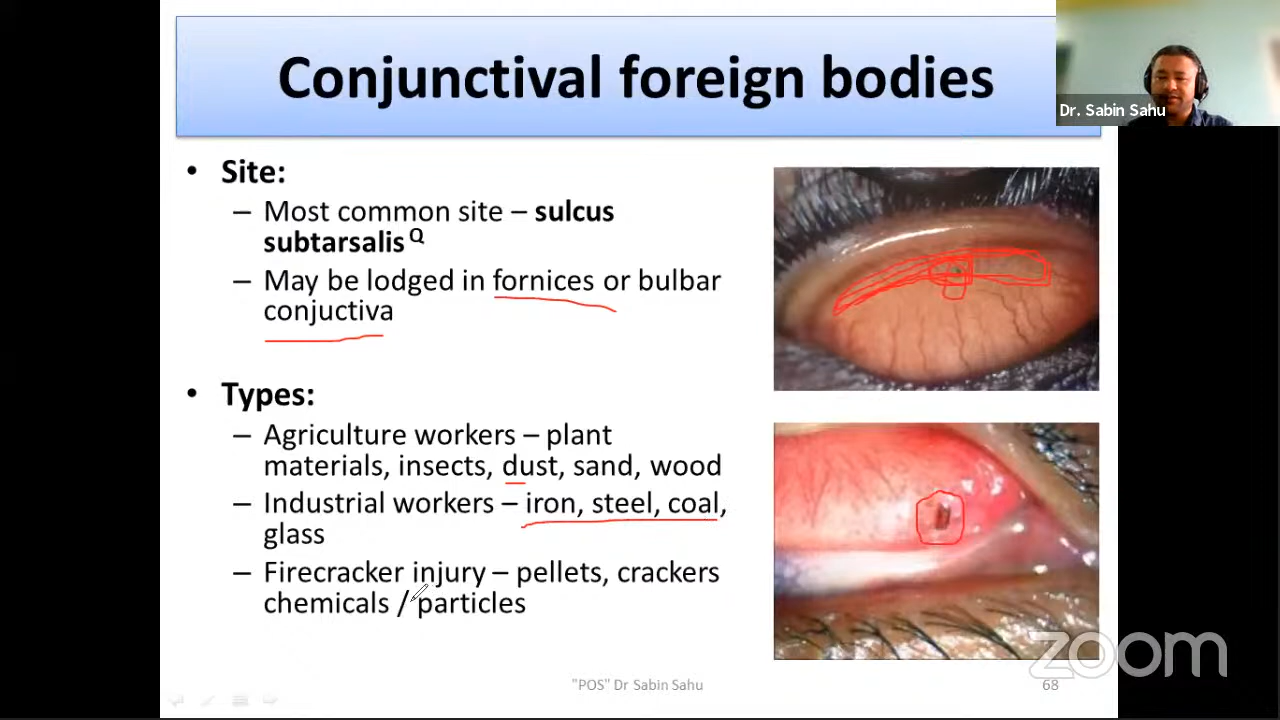 Conjunctival foreign bodies
Dr. Sabin Sahu
• Site:
– Most common site – sulcus
subtarsalis Q
– May be lodged in fornices or bulbar
conjuctiva
• Types:
– Agriculture workers – plant
materials, insects, dust, sand, wood
– Industrial workers – iron, steel, coal,
glass
– Firecracker injury – pellets, crackers
chemicals / particles
zoom
"POS" Dr Sabin Sahu
68